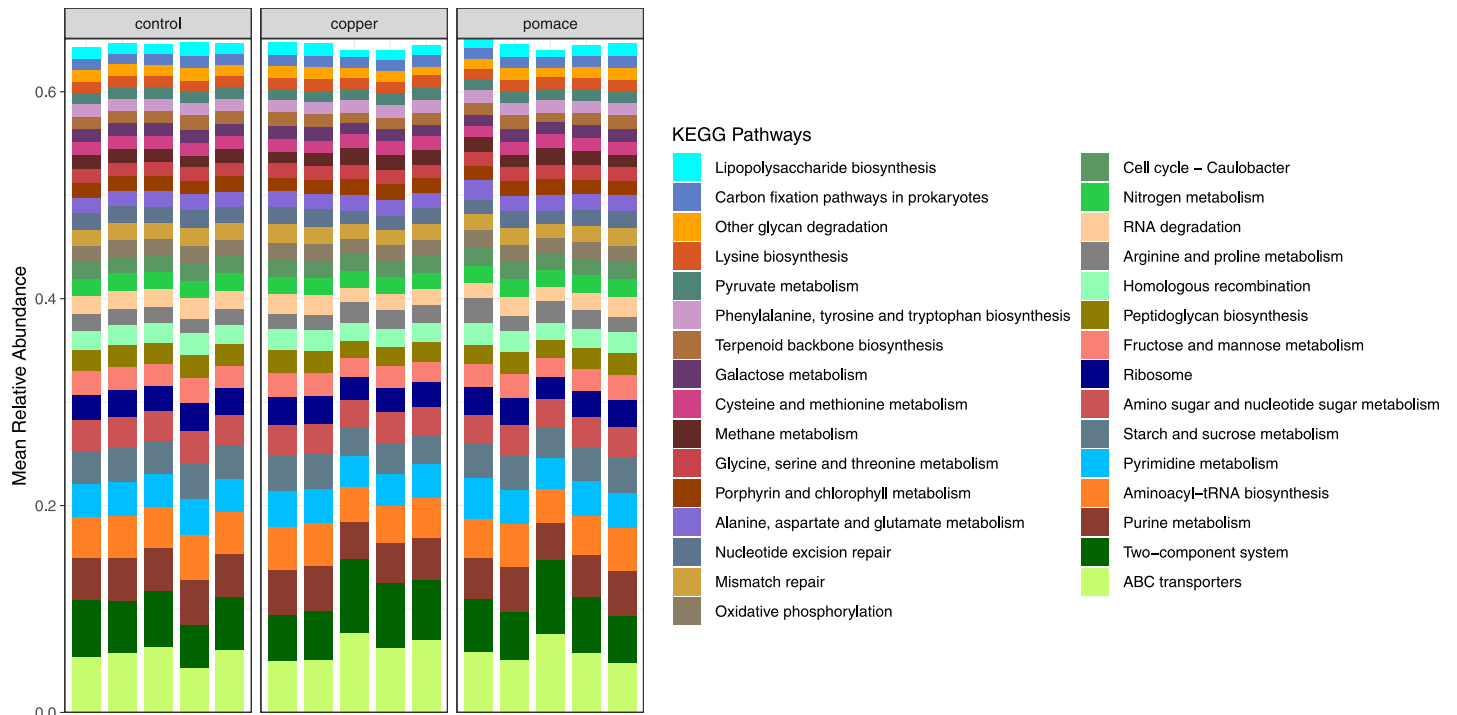 control
copper
pomace
Mean Relative Abundance
0.6
0.4
0.2
0.0
KEGG Pathways
Lipopolysaccharide biosynthesis
Carbon fixation pathways in prokaryotes
Other glycan degradation
Lysine biosynthesis
Pyruvate metabolism
Phenylalanine, tyrosine and tryptophan biosynthesis
Terpenoid backbone biosynthesis
Galactose metabolism
Cysteine and methionine metabolism
Methane metabolism
Glycine, serine and threonine metabolism
Porphyrin and chlorophyll metabolism
Alanine, aspartate and glutamate metabolism
Nucleotide excision repair
Mismatch repair
Oxidative phosphorylation
Cell cycle − Caulobacter
Nitrogen metabolism
RNA degradation
Arginine and proline metabolism
Homologous recombination
Peptidoglycan biosynthesis
Fructose and mannose metabolism
Ribosome
Amino sugar and nucleotide sugar metabolism
Starch and sucrose metabolism
Pyrimidine metabolism
Aminoacyl−tRNA biosynthesis
Purine metabolism
Two−component system
ABC transporters